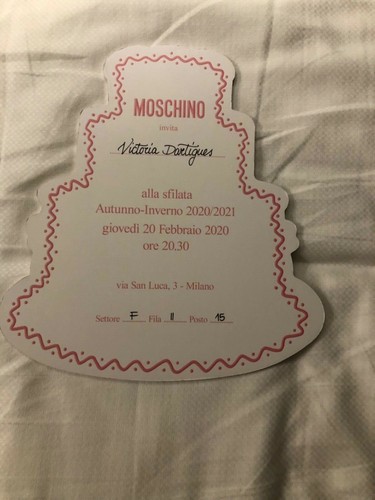 MOSCHINO
invita
Victoria Dartigues
alla sfilata
Autunno-Inverno 2020/2021
giovedì 20 Febbraio 2020
ore 20.30
via San Luca, 3 - Milano
Settore F Fila II Posto 15